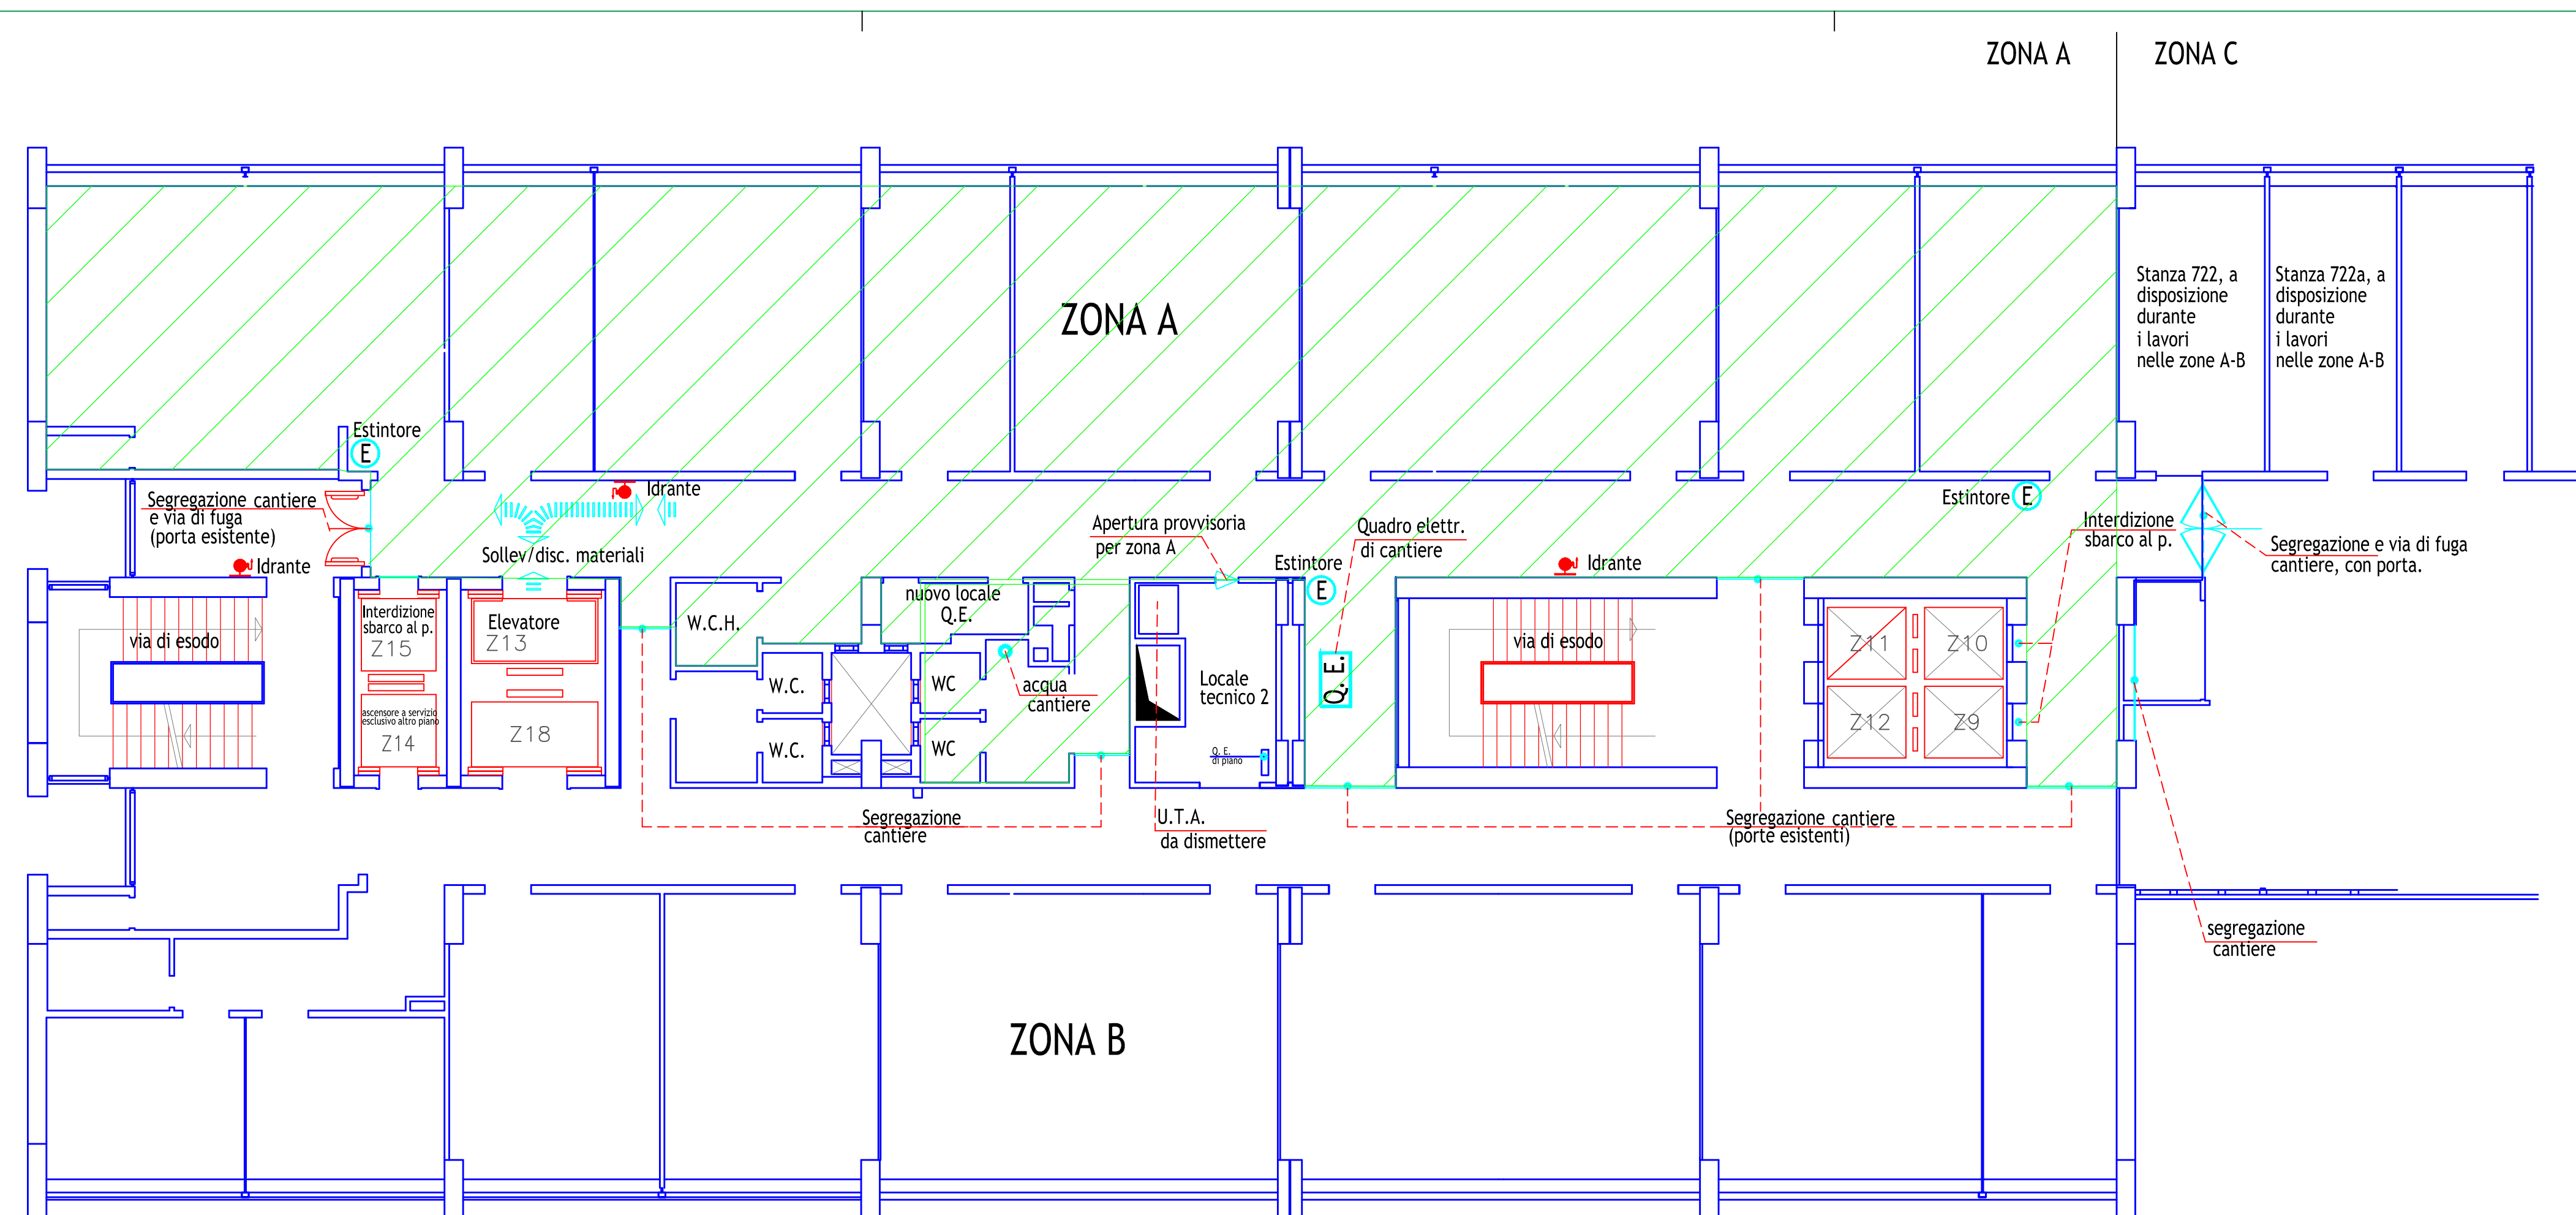 ZONA A
ZONA C
ZONA A
Stanza 722, a
disposizione
durante
i lavori
nelle zone A-B
Stanza 722a, a
disposizione
durante
i lavori
nelle zone A-B
Estintore
E
Segregazione cantiere
e via di fuga
(porta esistente)
Idrante
Idrante
Sollev/disc. materiali
Apertura provvisoria
per zona A
Quadro elettr.
di cantiere
Estintore
E
Idrante
Estintore
E
Interdizione
sbarco al p.
Segregazione e via di fuga
cantiere, con porta.
via di esodo
Interdizione
sbarco al p.
Z15
ascensore a servizio
esclusivo altro piano
Z14
Elevatore
Z13
Z18
W.C.H.
W.C.
W.C.
nuovo locale
Q.E.
WC
WC
acqua
cantiere
Locale
tecnico 2
Q. E.
di piano
Q. E.
via di esodo
Z11
Z10
Z12
Z9
Segregazione
cantiere
U.T.A.
da dismettere
Segregazione cantiere
(porte esistenti)
segregazione
cantiere
ZONA B